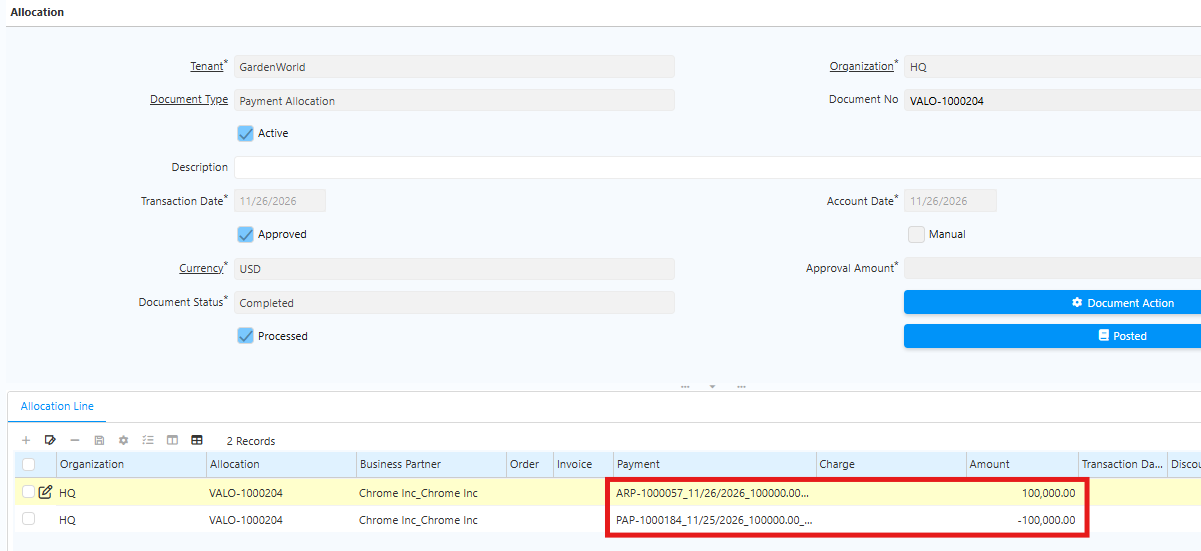 Allocation
Tenant* GardenWorld Organization* HQ
Document Type Payment Allocation Document No VALO-1000204
Active
Description
Transaction Date* 11/26/2026 Account Date* 11/26/2026
Approved Manual
Currency* USD Approval Amount*
Document Status* Completed Document Action
Processed Posted
Allocation Line
2 Records
Organization Allocation Business Partner Order Invoice Payment Charge Amount Transaction Da... Discou
HQ VALO-1000204 Chrome Inc_Chrome Inc ARP-1000057_11/26/2026_100000.00... 100,000.00
HQ VALO-1000204 Chrome Inc_Chrome Inc PAP-1000184_11/25/2026_100000.00_... -100,000.00